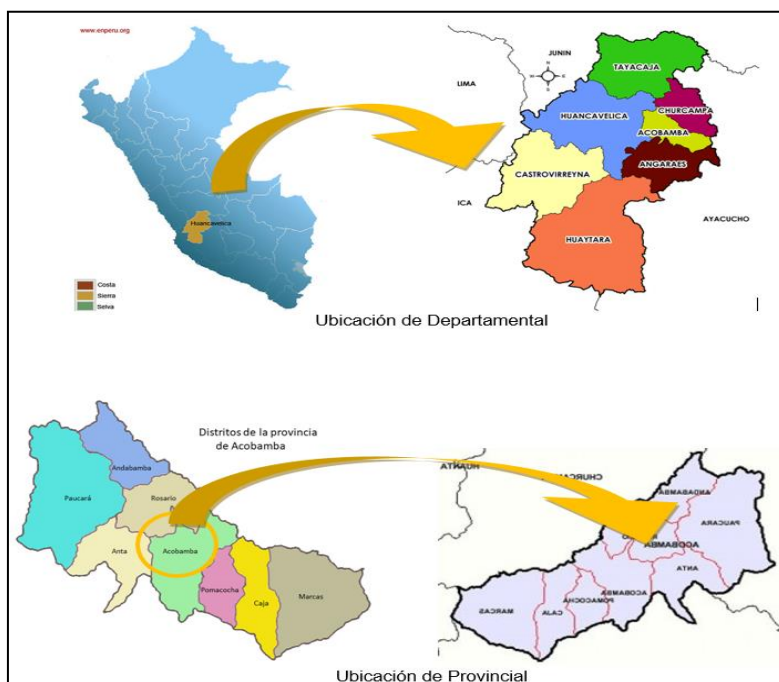 www.enperu.org
Huancavelica
Costa
Sierra
Selva
JUNIN
LIMA
TAYACAJA
CHURCAMPA
HUANCAVELICA
ACOBAMBA
ANGARAES
CASTROVIRREYNA
ICA
AYACUCHO
HUAYTARA
Ubicación de Departamental
Distritos de la provincia
de Acobamba
Andabamba
Paucará
Rosario
Anta
Acobamba
Pomacocha
Caja
Marcas
HUANTA
ANDABAMBA
PAUCARA
ACOBAMBA
ANTA
ACOBAMBA
POMACOCHA
CAJA
MARCAS
Ubicación de Provincial